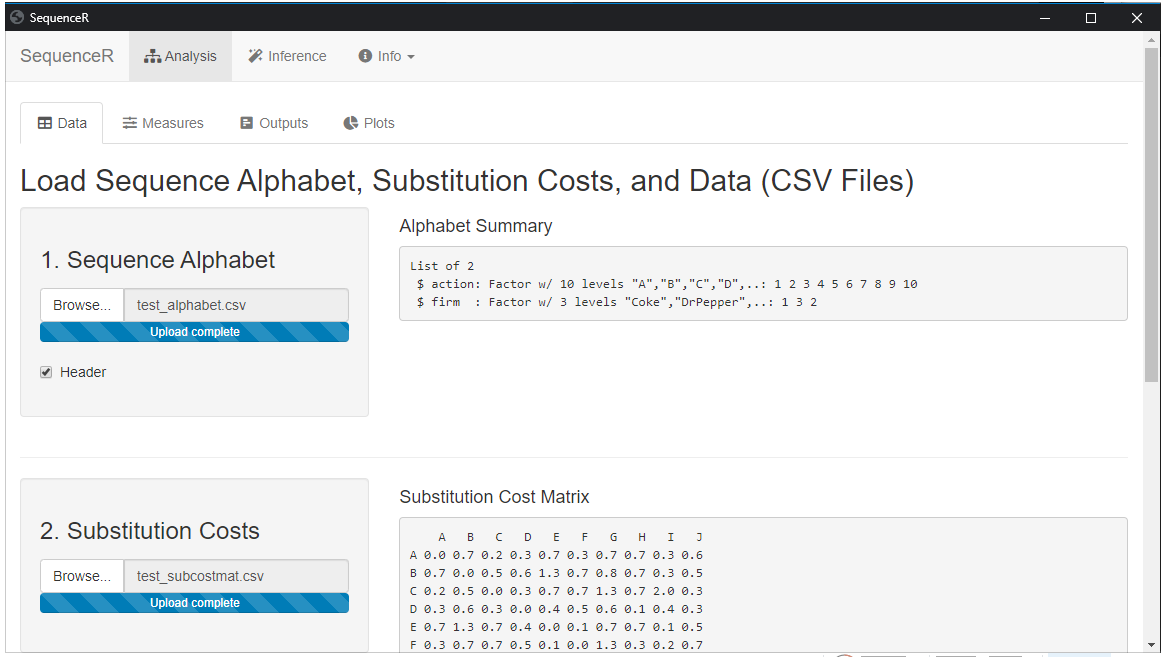 SequenceR
SequenceR Analysis Inference Info
Data Measures Outputs Plots
Load Sequence Alphabet, Substitution Costs, and Data (CSV Files)
1. Sequence Alphabet
Browse... test_alphabet.csv
Upload complete
Header
Alphabet Summary
List of 2
$ action: Factor w/ 10 levels "A","B","C","D",..: 1 2 3 4 5 6 7 8 9 10
$ firm  : Factor w/ 3 levels "Coke","DrPepper",..: 1 3 2
2. Substitution Costs
Browse... test_subcostmat.csv
Upload complete
Substitution Cost Matrix
A B C D E F G H I J
A 0.0 0.7 0.2 0.3 0.7 0.3 0.7 0.7 0.3 0.6
B 0.7 0.0 0.5 0.6 1.3 0.7 0.8 0.7 0.3 0.5
C 0.2 0.5 0.0 0.3 0.7 0.7 1.3 0.7 2.0 0.3
D 0.3 0.6 0.3 0.0 0.4 0.5 0.6 0.1 0.4 0.3
E 0.7 1.3 0.7 0.4 0.0 0.1 0.7 0.7 0.1 0.5
F 0.3 0.7 0.7 0.5 0.1 0.0 1.3 0.3 0.2 0.7